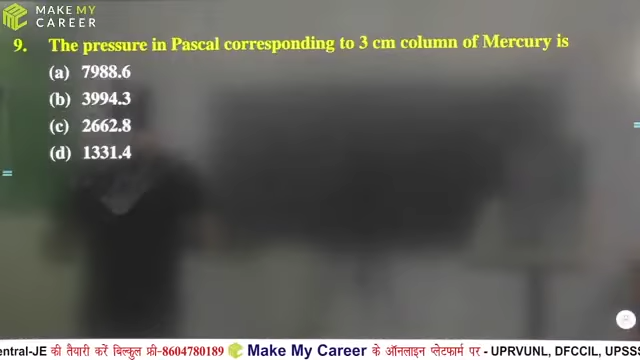 MAKE MY
CAREER
9. The pressure in Pascal corresponding to 3 cm column of Mercury is
(a) 7988.6
(b) 3994.3
(c) 2662.8
(d) 1331.4
entral-JE की तैयारी करें बिल्कुल फ्री-8604780189 Make My Career के ऑनलाइन प्लेटफार्म पर - UPRVUNL, DFCCIL, UPSSS